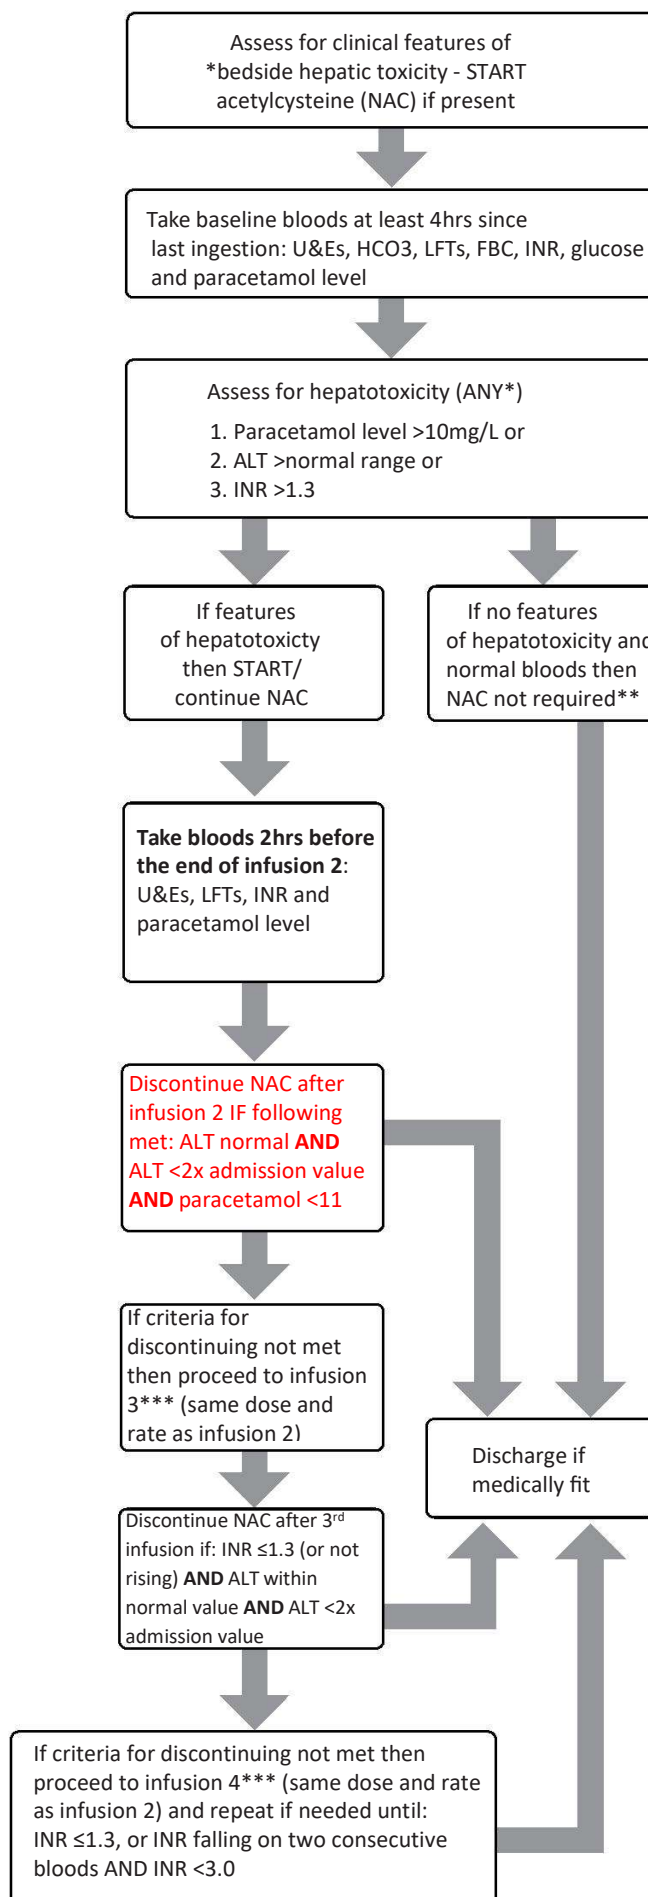 Assess for clinical features of
*bedside hepatic toxicity - START
acetylcysteine (NAC) if present
Take baseline bloods at least 4hrs since
last ingestion: U&Es, HCO3, LFTs, FBC, INR, glucose
and paracetamol level
Assess for hepatotoxicity (ANY*)
1. Paracetamol level >10mg/L or
2. ALT >normal range or
3. INR >1.3
If features
of hepatotoxicty
then START/
continue NAC
If no features
of hepatotoxicity and
normal bloods then
NAC not required**
Take bloods 2hrs before
the end of infusion 2:
U&Es, LFTs, INR and
paracetamol level
Discontinue NAC after
infusion 2 IF following
met: ALT normal AND
ALT <2x admission value
AND paracetamol <11
If criteria for
discontinuing not met
then proceed to infusion
3*** (same dose and
rate as infusion 2)
Discharge if
medically fit
Discontinue NAC after 3rd
infusion if: INR ≤1.3 (or not
rising) AND ALT within
normal value AND ALT <2x
admission value
If criteria for discontinuing not met then
proceed to infusion 4*** (same dose and rate
as infusion 2) and repeat if needed until:
INR ≤1.3, or INR falling on two consecutive
bloods AND INR <3.0